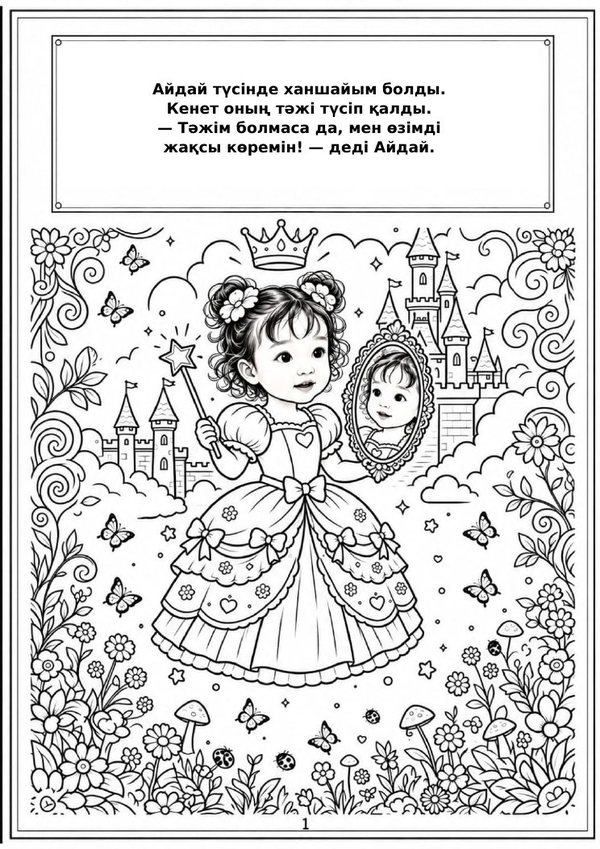 Айдай түсінде ханшайым болды.
Кенет оның тәжі түсіп қалды.
— Тәжім болмаса да, мен өзімді
жақсы көремін! — деді Айдай.
1